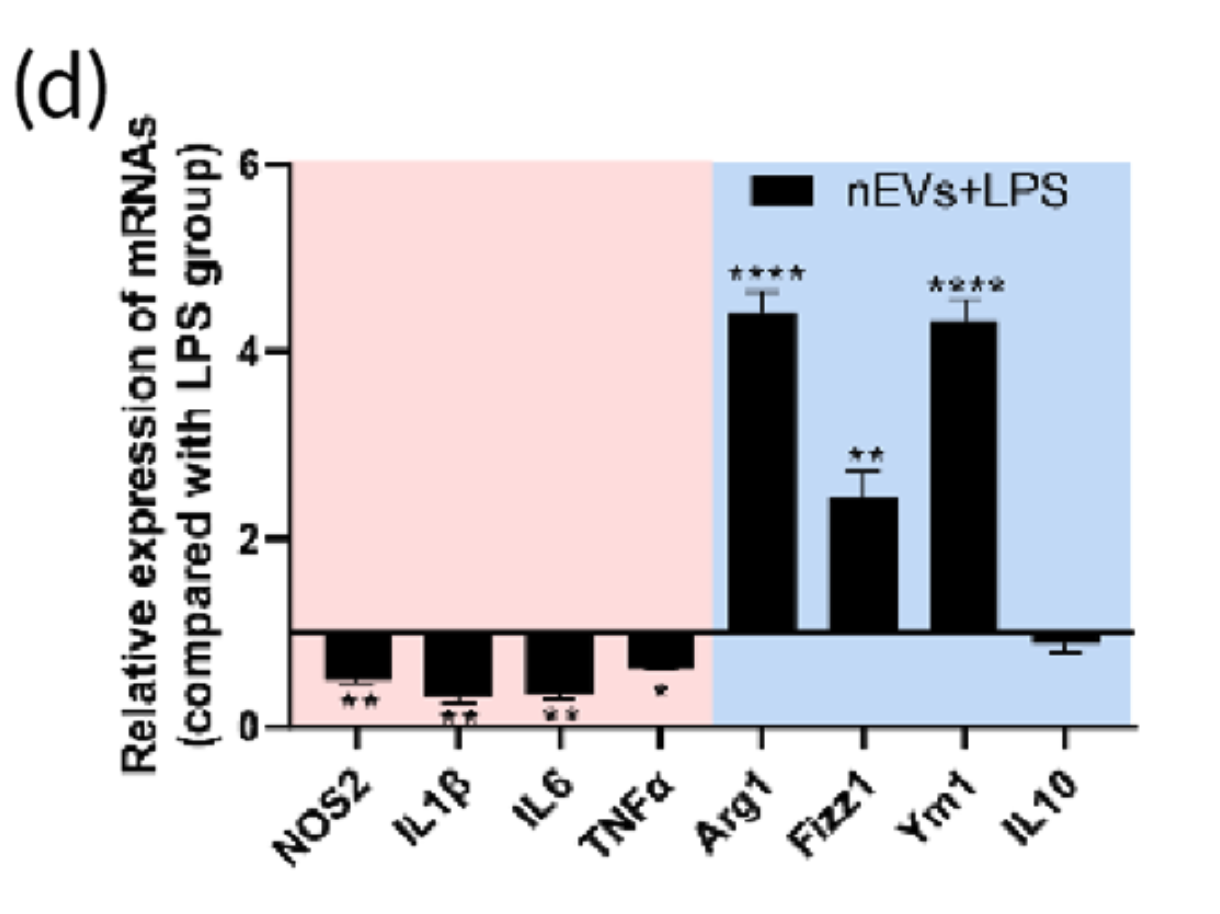 (d)
Relative expression of mRNAs
(compared with LPS group)
6
4
2
0
nEVs+LPS
****
**
****
**
**
**
*
NOS2
IL1β
IL6
TNFα
Arg1
Fizz1
Ym1
IL10